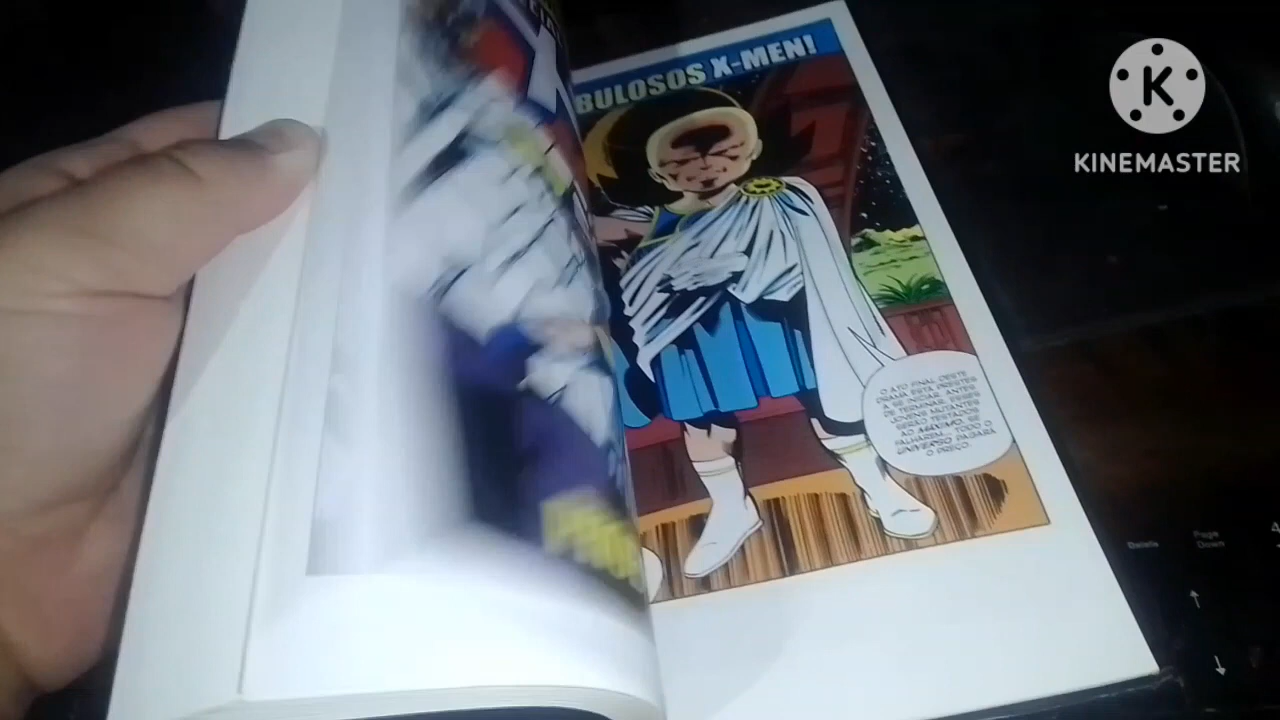 BULOSOS X-MEN!
K
KINEMASTER
O ATO FINAL DESTE
DRAMA ESTÁ PRESTES
A SE INICIAR. ANTES
DE TERMINAR, ESSES
JOVENS MUTANTES
SERÃO TESTADOS
AO MÁXIMO. SE
FALHAREM... TODO O
UNIVERSO PAGARÁ
O PREÇO.
Delete
Page
Down